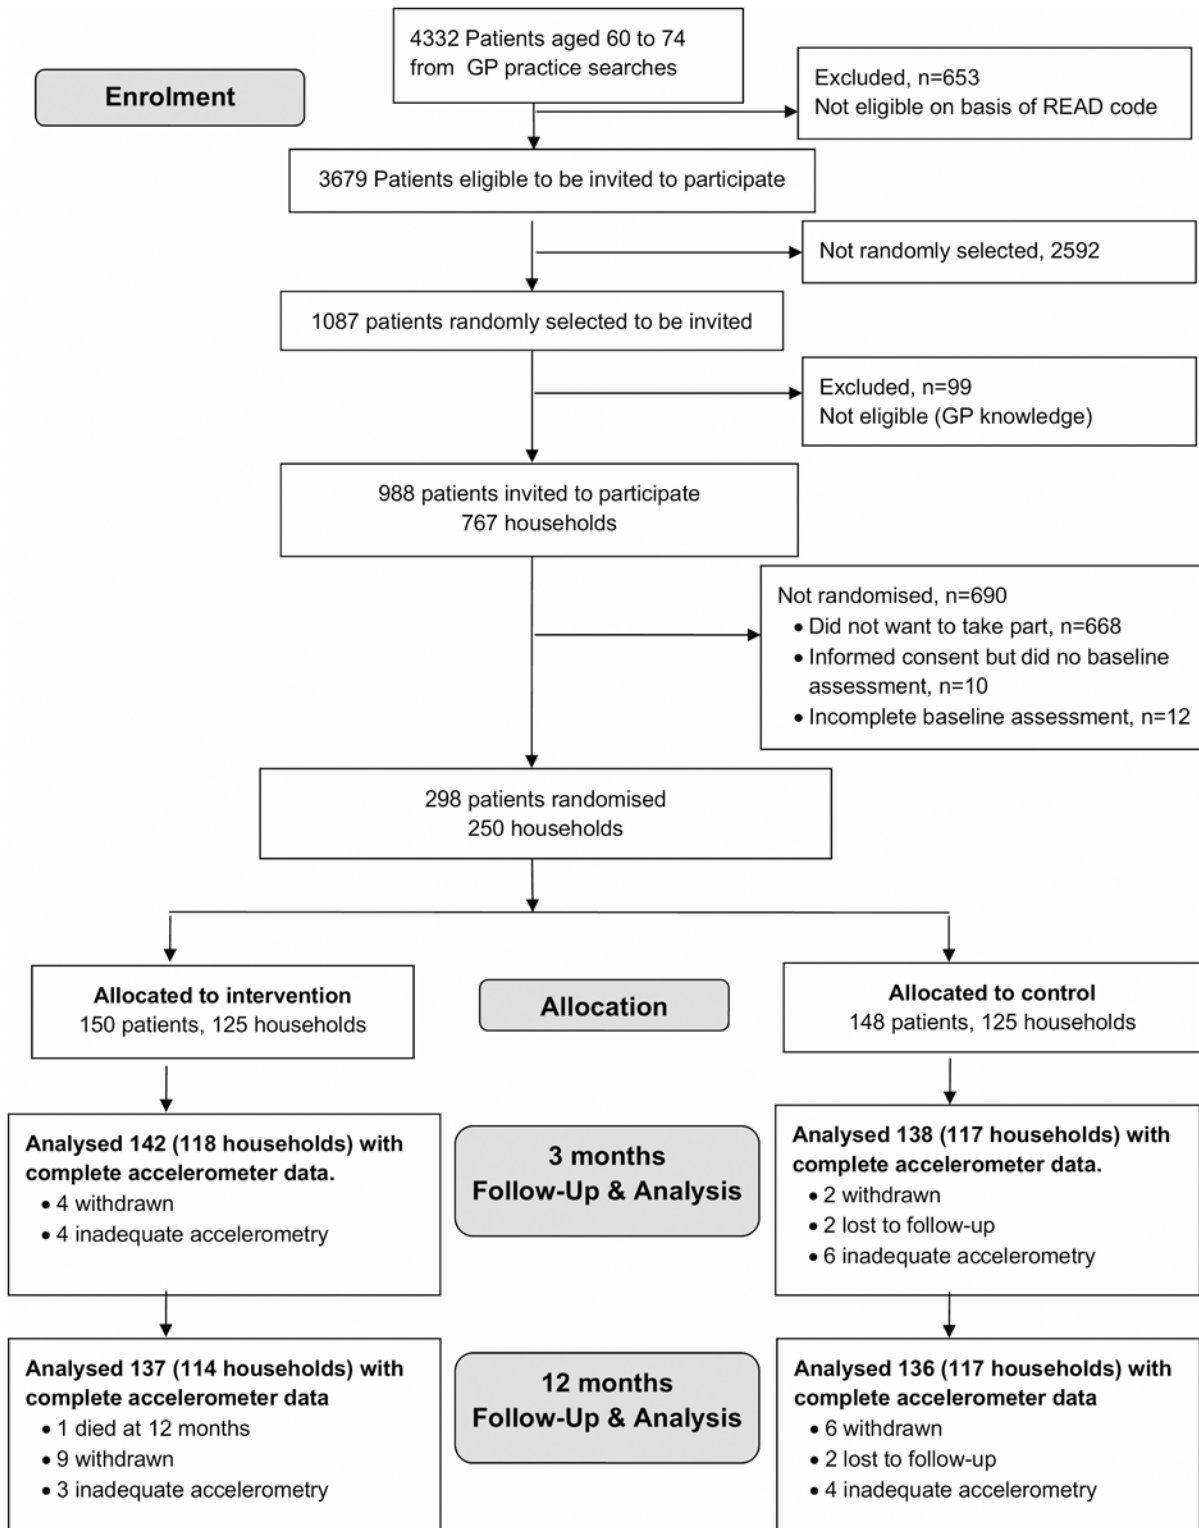 4332 Patients aged 60 to 74
from GP practice searches
Enrolment
Excluded, n=653
Not eligible on basis of READ code
3679 Patients eligible to be invited to participate
Not randomly selected, 2592
1087 patients randomly selected to be invited
Excluded, n=99
Not eligible (GP knowledge)
988 patients invited to participate
767 households
Not randomised, n=690
• Did not want to take part, n=668
• Informed consent but did no baseline
assessment, n=10
• Incomplete baseline assessment, n=12
298 patients randomised
250 households
Allocated to intervention
150 patients, 125 households
Allocation
Allocated to control
148 patients, 125 households
Analysed 142 (118 households) with
complete accelerometer data.
• 4 withdrawn
• 4 inadequate accelerometry
3 months
Follow-Up & Analysis
Analysed 138 (117 households) with
complete accelerometer data.
• 2 withdrawn
• 2 lost to follow-up
• 6 inadequate accelerometry
Analysed 137 (114 households) with
complete accelerometer data
• 1 died at 12 months
• 9 withdrawn
• 3 inadequate accelerometry
12 months
Follow-Up & Analysis
Analysed 136 (117 households) with
complete accelerometer data
• 6 withdrawn
• 2 lost to follow-up
• 4 inadequate accelerometry